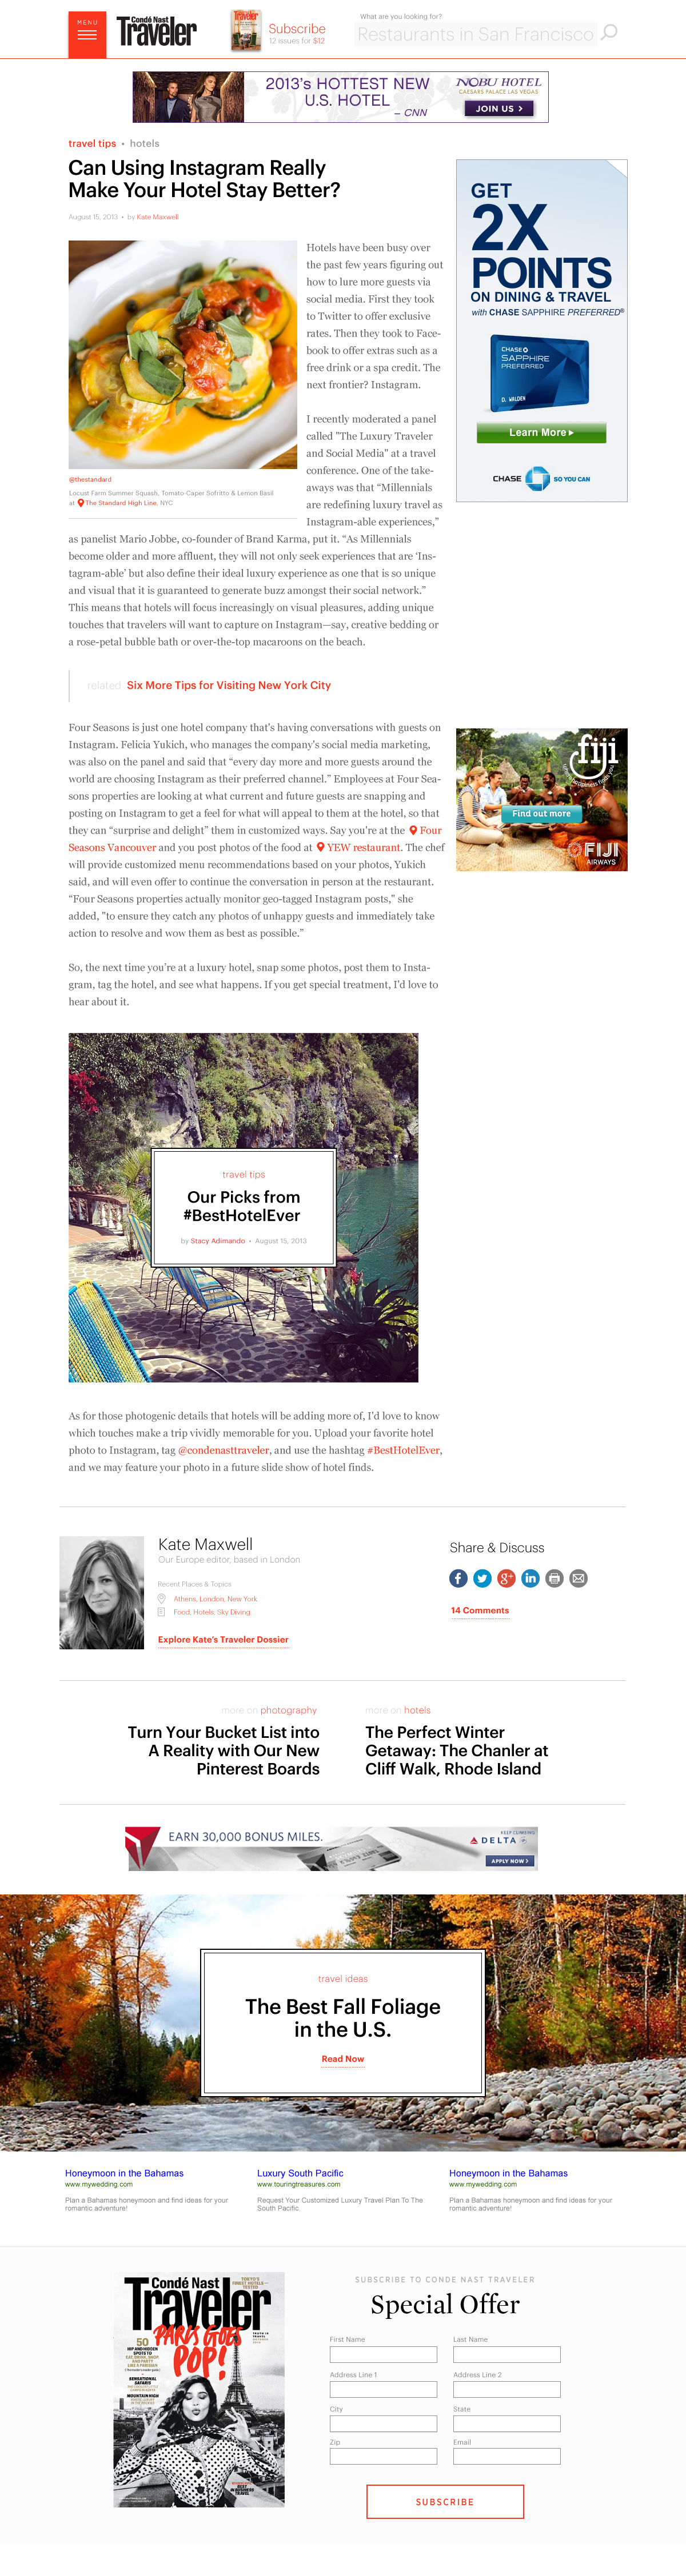 MENU
Condé Nast
Traveler
Subscribe
12 issues for $12
What are you looking for?
Restaurants in San Francisco
2013's HOTTEST NEW
U.S. HOTEL
– CNN
NOBU HOTEL
CAESARS PALACE LAS VEGAS
JOIN US >
travel tips • hotels
Can Using Instagram Really
Make Your Hotel Stay Better?
August 15, 2013 • by Kate Maxwell
Hotels have been busy over
the past few years figuring out
how to lure more guests via
social media. First they took
to Twitter to offer exclusive
rates. Then they took to Face-
book to offer extras such as a
free drink or a spa credit. The
next frontier? Instagram.
I recently moderated a panel
called "The Luxury Traveler
and Social Media" at a travel
conference. One of the take-
aways was that “Millennials
are redefining luxury travel as
Instagram-able experiences,”
@thestandard
Locust Farm Summer Squash, Tomato-Caper Sofritto & Lemon Basil
at The Standard High Line, NYC
as panelist Mario Jobbe, co-founder of Brand Karma, put it. “As Millennials
become older and more affluent, they will not only seek experiences that are ‘Ins-
tagram-able’ but also define their ideal luxury experience as one that is so unique
and visual that it is guaranteed to generate buzz amongst their social network.”
This means that hotels will focus increasingly on visual pleasures, adding unique
touches that travelers will want to capture on Instagram—say, creative bedding or
a rose-petal bubble bath or over-the-top macaroons on the beach.
related Six More Tips for Visiting New York City
Four Seasons is just one hotel company that's having conversations with guests on
Instagram. Felicia Yukich, who manages the company's social media marketing,
was also on the panel and said that “every day more and more guests around the
world are choosing Instagram as their preferred channel.” Employees at Four Sea-
sons properties are looking at what current and future guests are snapping and
posting on Instagram to get a feel for what will appeal to them at the hotel, so that
they can “surprise and delight” them in customized ways. Say you're at the Four
Seasons Vancouver and you post photos of the food at YEW restaurant. The chef
will provide customized menu recommendations based on your photos, Yukich
said, and will even offer to continue the conversation in person at the restaurant.
“Four Seasons properties actually monitor geo-tagged Instagram posts,” she
added, "to ensure they catch any photos of unhappy guests and immediately take
action to resolve and wow them as best as possible.”
So, the next time you're at a luxury hotel, snap some photos, post them to Insta-
gram, tag the hotel, and see what happens. If you get special treatment, I'd love to
hear about it.
GET
2X
POINTS
ON DINING & TRAVEL
with CHASE SAPPHIRE PREFERRED®
CHASE
SAPPHIRE
PREFERRED
D. WALDEN
Learn More ▸
CHASE SO YOU CAN
fiji
Find out more
FIJI
AIRWAYS
travel tips
Our Picks from
#BestHotelEver
by Stacy Adimando • August 15, 2013
As for those photogenic details that hotels will be adding more of, I'd love to know
which touches make a trip vividly memorable for you. Upload your favorite hotel
photo to Instagram, tag @condenasttraveler, and use the hashtag #BestHotelEver,
and we may feature your photo in a future slide show of hotel finds.
Kate Maxwell
Our Europe editor, based in London
Recent Places & Topics
Athens, London, New York
Food, Hotels, Sky Diving
Explore Kate's Traveler Dossier
Share & Discuss
14 Comments
more on photography
Turn Your Bucket List into
A Reality with Our New
Pinterest Boards
more on hotels
The Perfect Winter
Getaway: The Chanler at
Cliff Walk, Rhode Island
EARN 30,000 BONUS MILES.
KEEP CLIMBING
DELTA
APPLY NOW >
travel ideas
The Best Fall Foliage
in the U.S.
Read Now
Honeymoon in the Bahamas
www.mywedding.com
Plan a Bahamas honeymoon and find ideas for your
romantic adventure!
Luxury South Pacific
www.touringtreasures.com
Request Your Customized Luxury Travel Plan To The
South Pacific.
Honeymoon in the Bahamas
www.mywedding.com
Plan a Bahamas honeymoon and find ideas for your
romantic adventure!
Condé Nast
Traveler
PARIS GOES
POP!
50
SENSATIONAL
SAFARIS
MOUNTAIN HIGH
BEST
IN BUSINESS
TRAVEL
SUBSCRIBE TO CONDE NAST TRAVELER
Special Offer
First Name
Last Name
Address Line 1
Address Line 2
City
State
Zip
Email
SUBSCRIBE